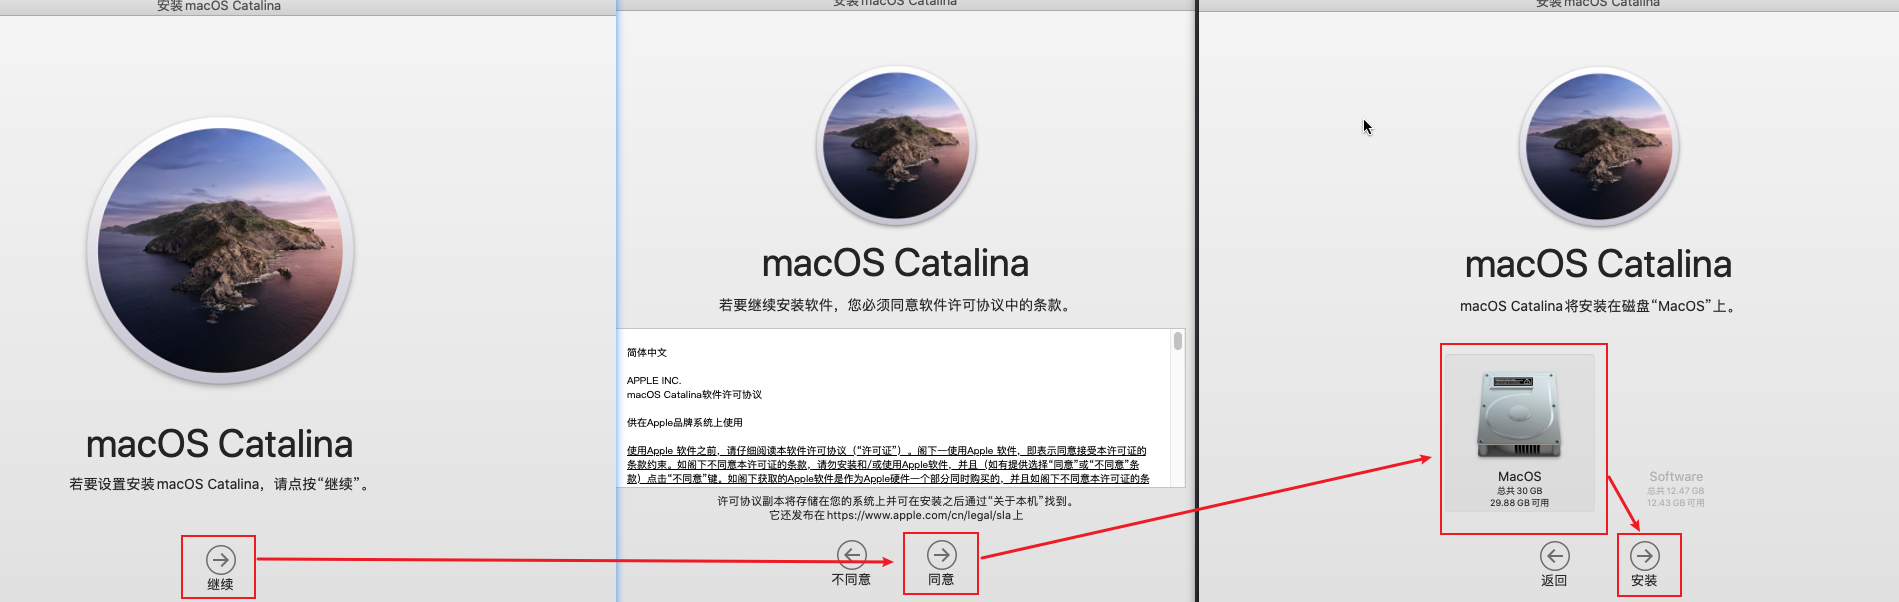 安装macOS Catalina
macOS Catalina
若要设置安装macOS Catalina，请点按“继续”。
继续
安装macOS Catalina
macOS Catalina
若要继续安装软件，您必须同意软件许可协议中的条款。
简体中文
APPLE INC.
macOS Catalina软件许可协议
供在Apple品牌系统上使用
使用Apple 软件之前，请仔细阅读本软件许可协议（“许可证”）。阁下一使用Apple 软件，即表示同意接受本许可证的
条款约束。如阁下不同意本许可证的条款，请勿安装和/或使用Apple软件，并且（如有提供选择“同意”或“不同意”条
款）点击“不同意”键。如阁下获取的Apple软件是作为Apple硬件一个部分同时购买的，并且如阁下不同意本许可证的条
许可协议副本将存储在您的系统上并可在安装之后通过“关于本机”找到。
它还发布在 https://www.apple.com/cn/legal/sla 上
不同意
同意
安装macOS Catalina
macOS Catalina
macOS Catalina将安装在磁盘“MacOS”上。
MacOS
总共 30 GB
29.88 GB 可用
Software
总共 12.47 GB
12.43 GB 可用
返回
安装